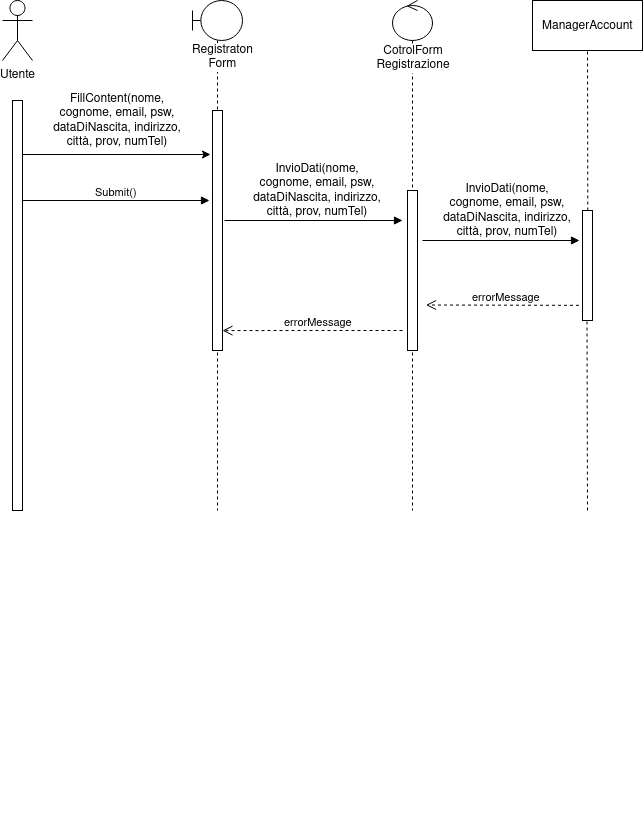 Utente
Registraton
Form
CotrolForm
Registrazione
ManagerAccount
FillContent(nome,
cognome, email, psw,
dataDiNascita, indirizzo,
città, prov, numTel)
Submit()
InvioDati(nome,
cognome, email, psw,
dataDiNascita, indirizzo,
città, prov, numTel)
InvioDati(nome,
cognome, email, psw,
dataDiNascita, indirizzo,
città, prov, numTel)
errorMessage
errorMessage